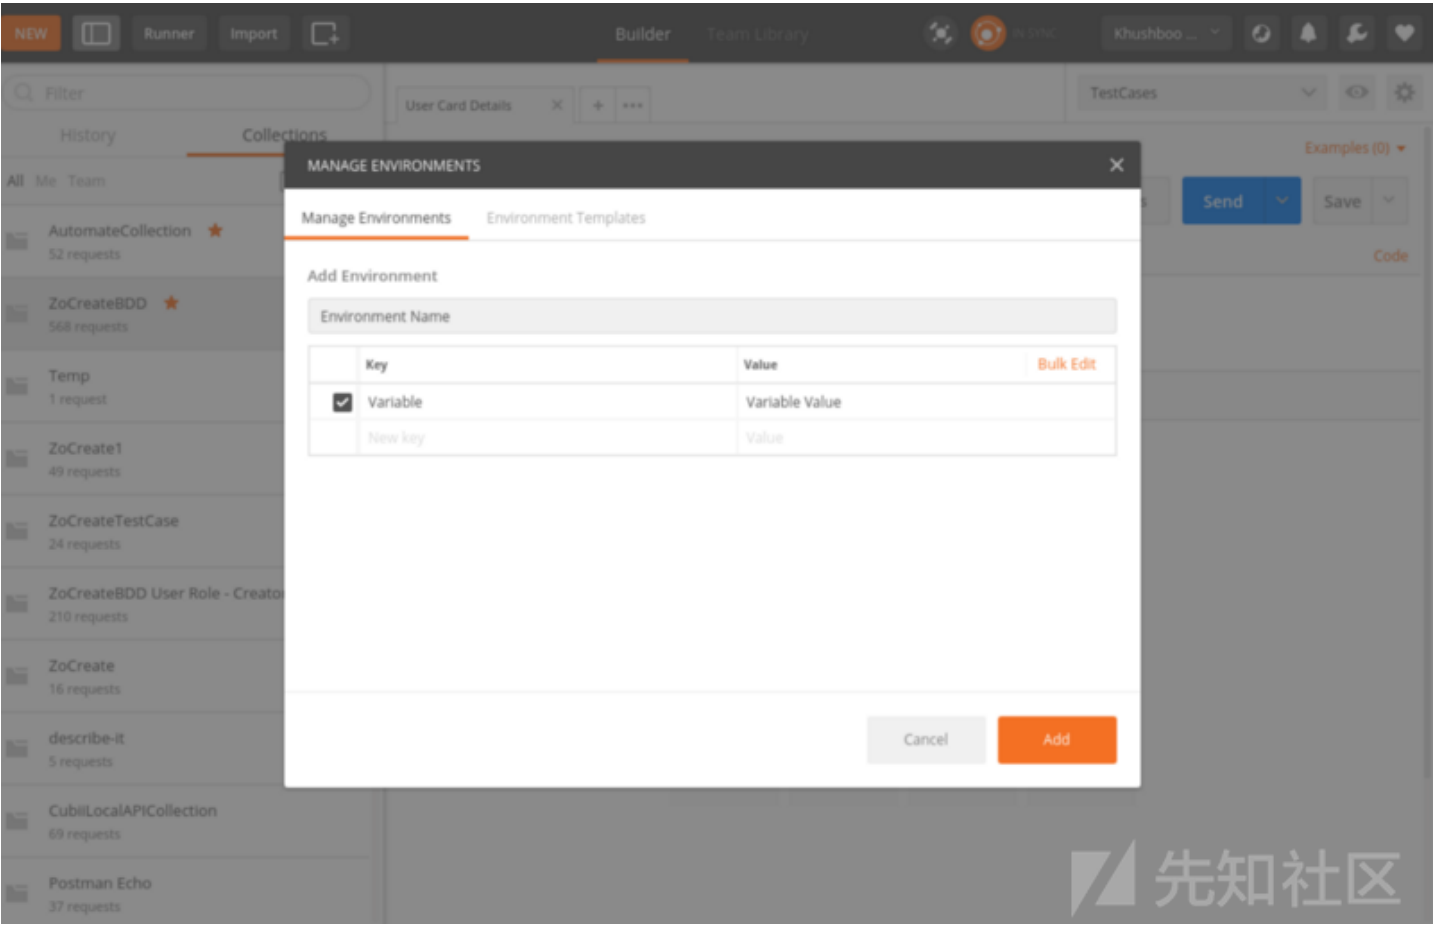 NEW Runner Import Builder Team Library IN SYNC Khushboo ...
Filter
User Card Details + ••• TestCases
History Collections
Examples (0)
All Me Team
Send Save
Code
AutomateCollection
52 requests
ZoCreateBDD
568 requests
Temp
1 request
ZoCreate1
49 requests
ZoCreateTestCase
24 requests
ZoCreateBDD User Role - Creato
210 requests
ZoCreate
16 requests
describe-it
5 requests
CubiiLocalAPICollection
69 requests
Postman Echo
37 requests
MANAGE ENVIRONMENTS
Manage Environments Environment Templates
Add Environment
Environment Name
Key Value Bulk Edit
Variable Variable Value
New key Value
Cancel Add
先知社区